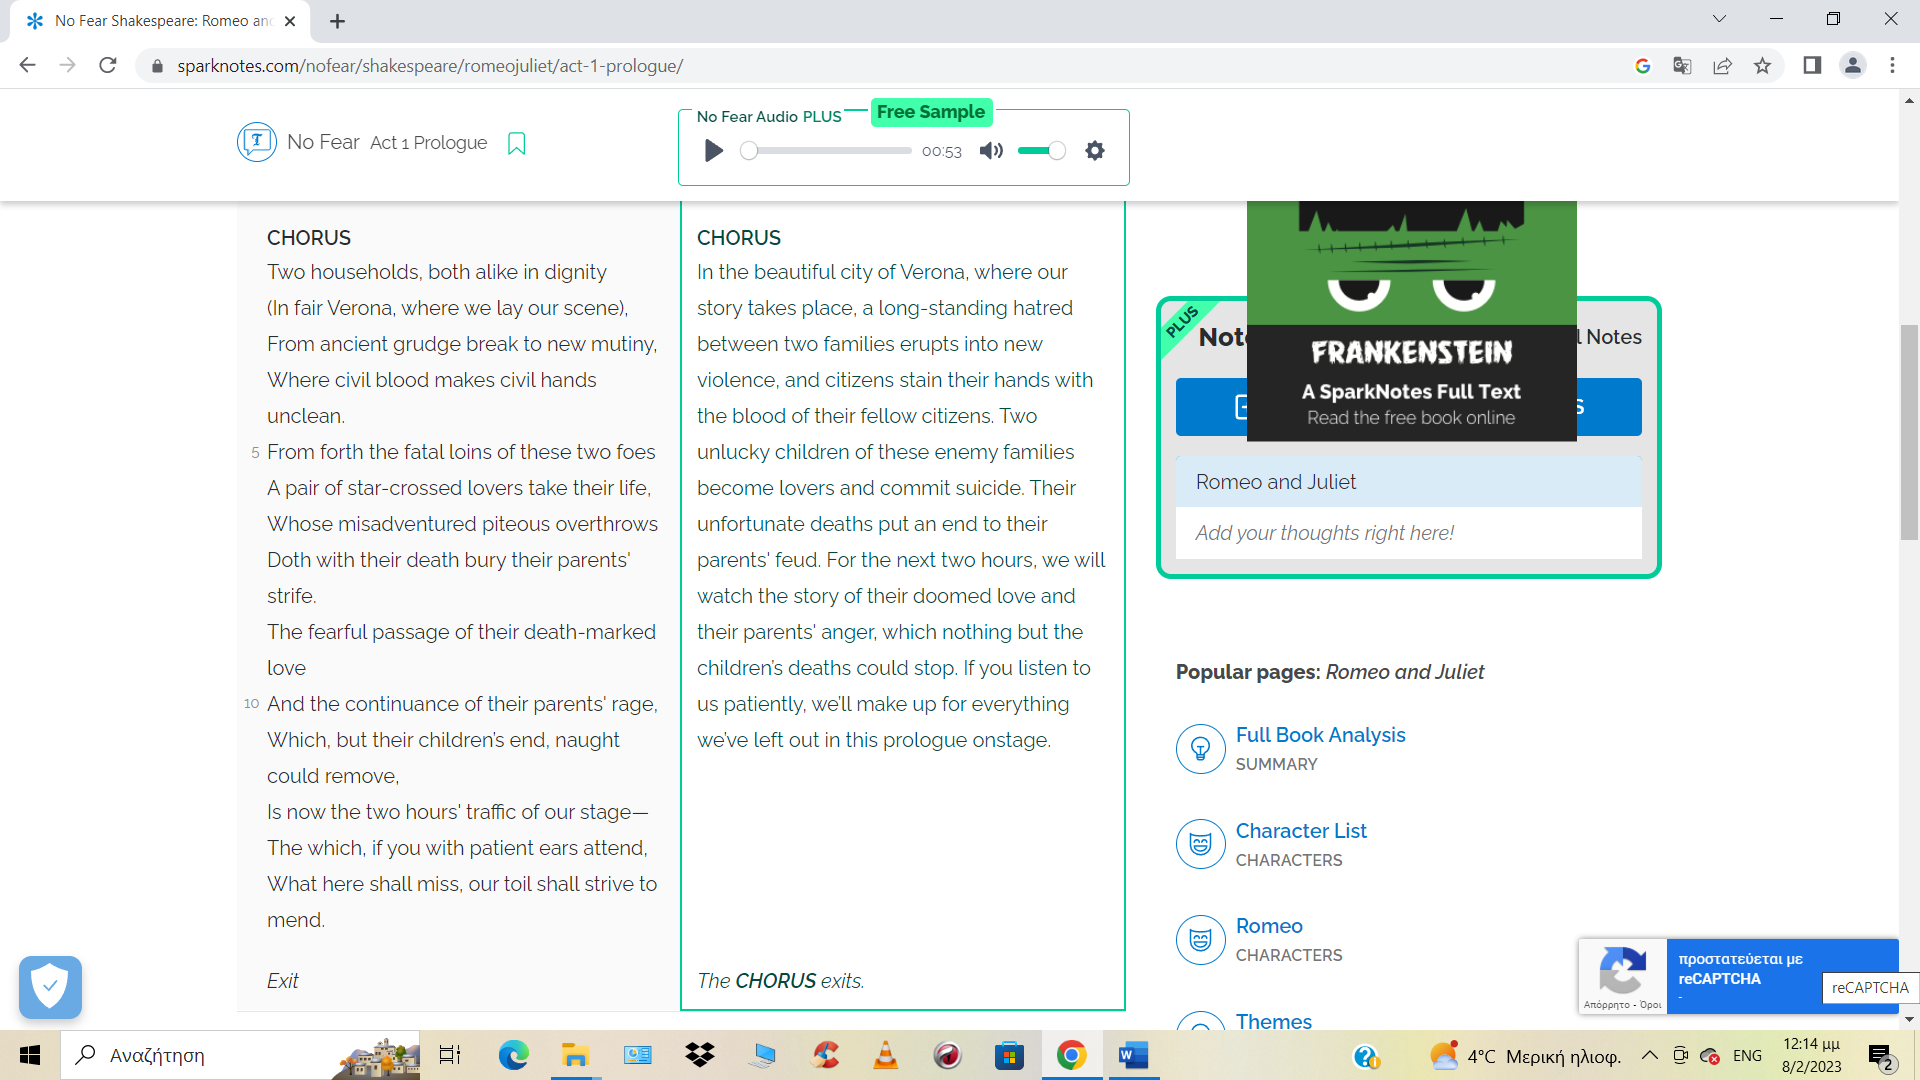 No Fear Shakespeare: Romeo an
sparknotes.com/nofear/shakespeare/romeojuliet/act-1-prologue/
No Fear Act 1 Prologue
No Fear Audio PLUS
Free Sample
00:53
CHORUS
Two households, both alike in dignity
(In fair Verona, where we lay our scene),
From ancient grudge break to new mutiny,
Where civil blood makes civil hands
unclean.
5 From forth the fatal loins of these two foes
A pair of star-crossed lovers take their life,
Whose misadventured piteous overthrows
Doth with their death bury their parents'
strife.
The fearful passage of their death-marked
love
10 And the continuance of their parents' rage,
Which, but their children’s end, naught
could remove,
Is now the two hours' traffic of our stage—
The which, if you with patient ears attend,
What here shall miss, our toil shall strive to
mend.
Exit
CHORUS
In the beautiful city of Verona, where our
story takes place, a long-standing hatred
between two families erupts into new
violence, and citizens stain their hands with
the blood of their fellow citizens. Two
unlucky children of these enemy families
become lovers and commit suicide. Their
unfortunate deaths put an end to their
parents' feud. For the next two hours, we will
watch the story of their doomed love and
their parents' anger, which nothing but the
children’s deaths could stop. If you listen to
us patiently, we’ll make up for everything
we’ve left out in this prologue onstage.
The CHORUS exits.
PLUS
Note
l Notes
S
FRANKENSTEIN
A SparkNotes Full Text
Read the free book online
Romeo and Juliet
Add your thoughts right here!
Popular pages: Romeo and Juliet
Full Book Analysis
SUMMARY
Character List
CHARACTERS
Romeo
CHARACTERS
Themes
προστατεύεται με
reCAPTCHA
-
Απόρρητο - Όροι
reCAPTCHA
Αναζήτηση
4°C Μερική ηλιοφ.
ENG
12:14 μμ
8/2/2023
2